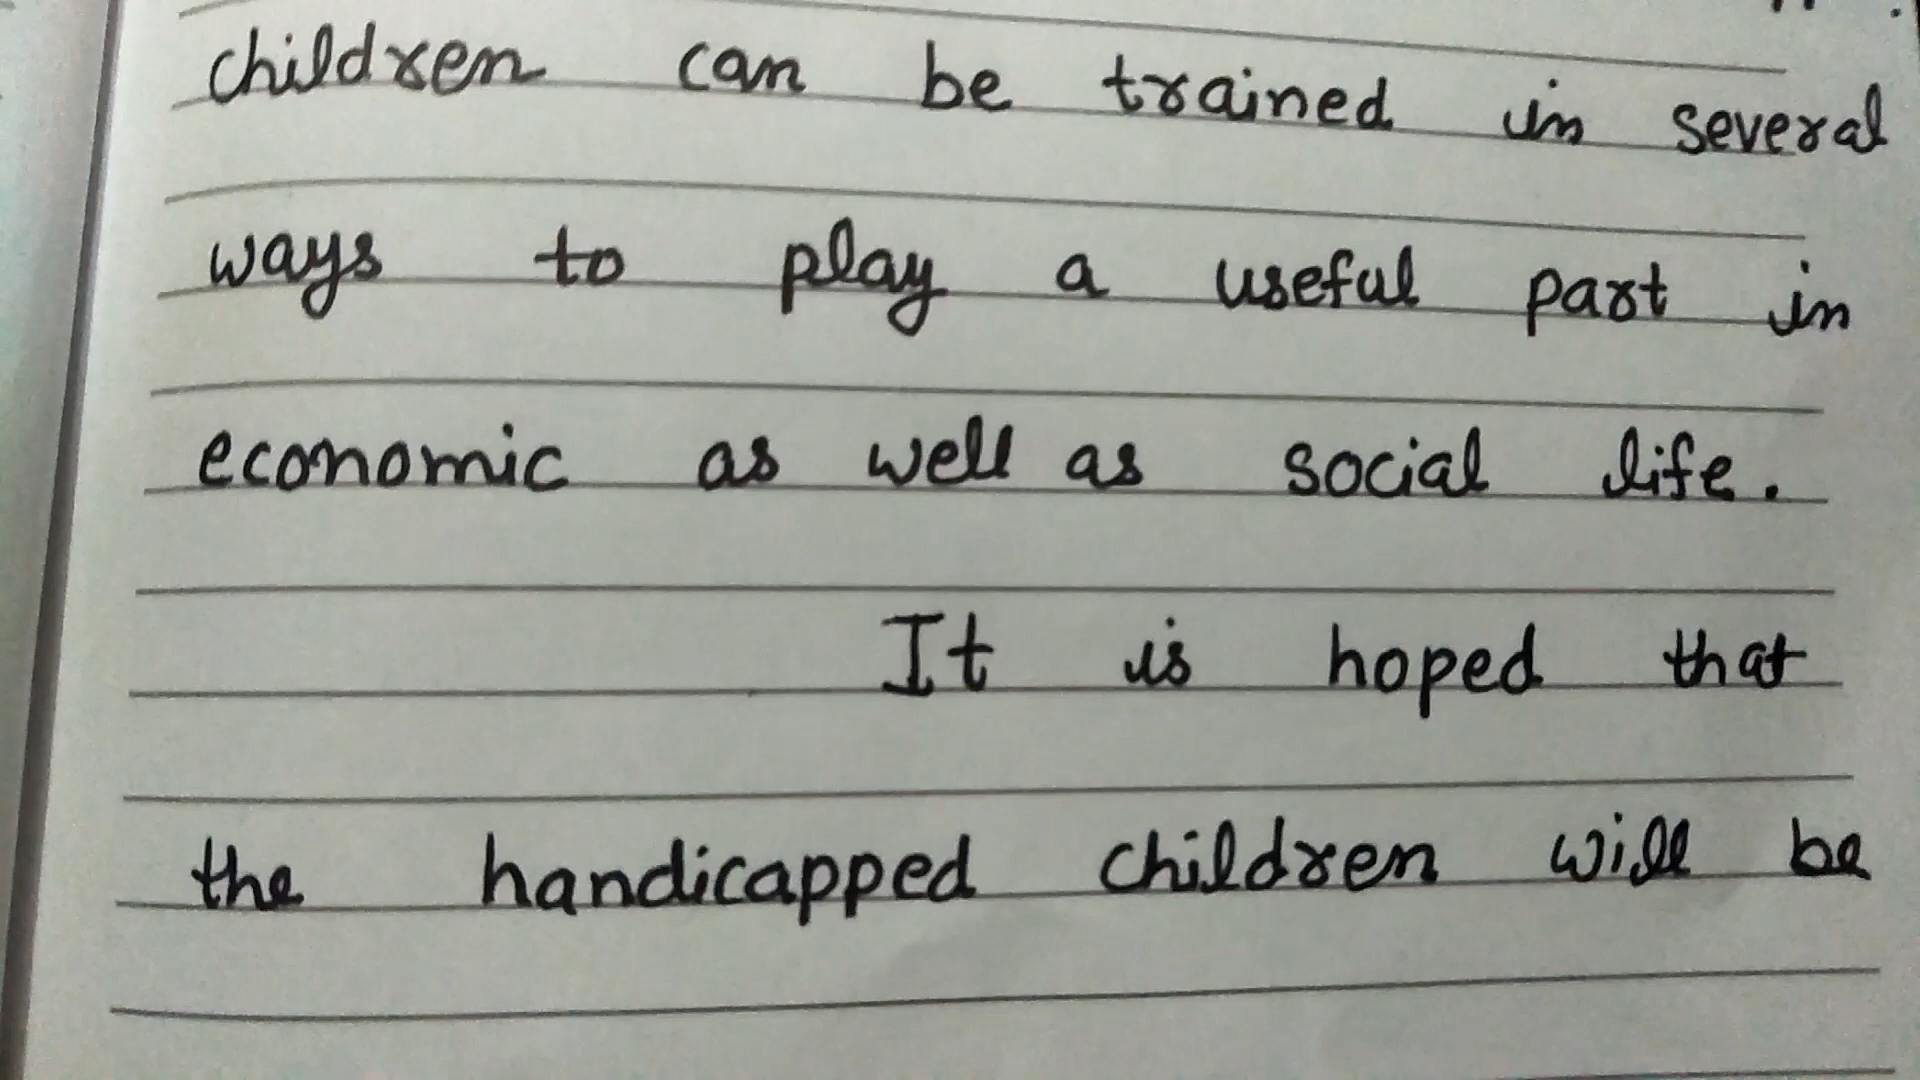 children can be trained in several
ways to play a useful part in
economic as well as social life.
It is hoped that
the handicapped children will be